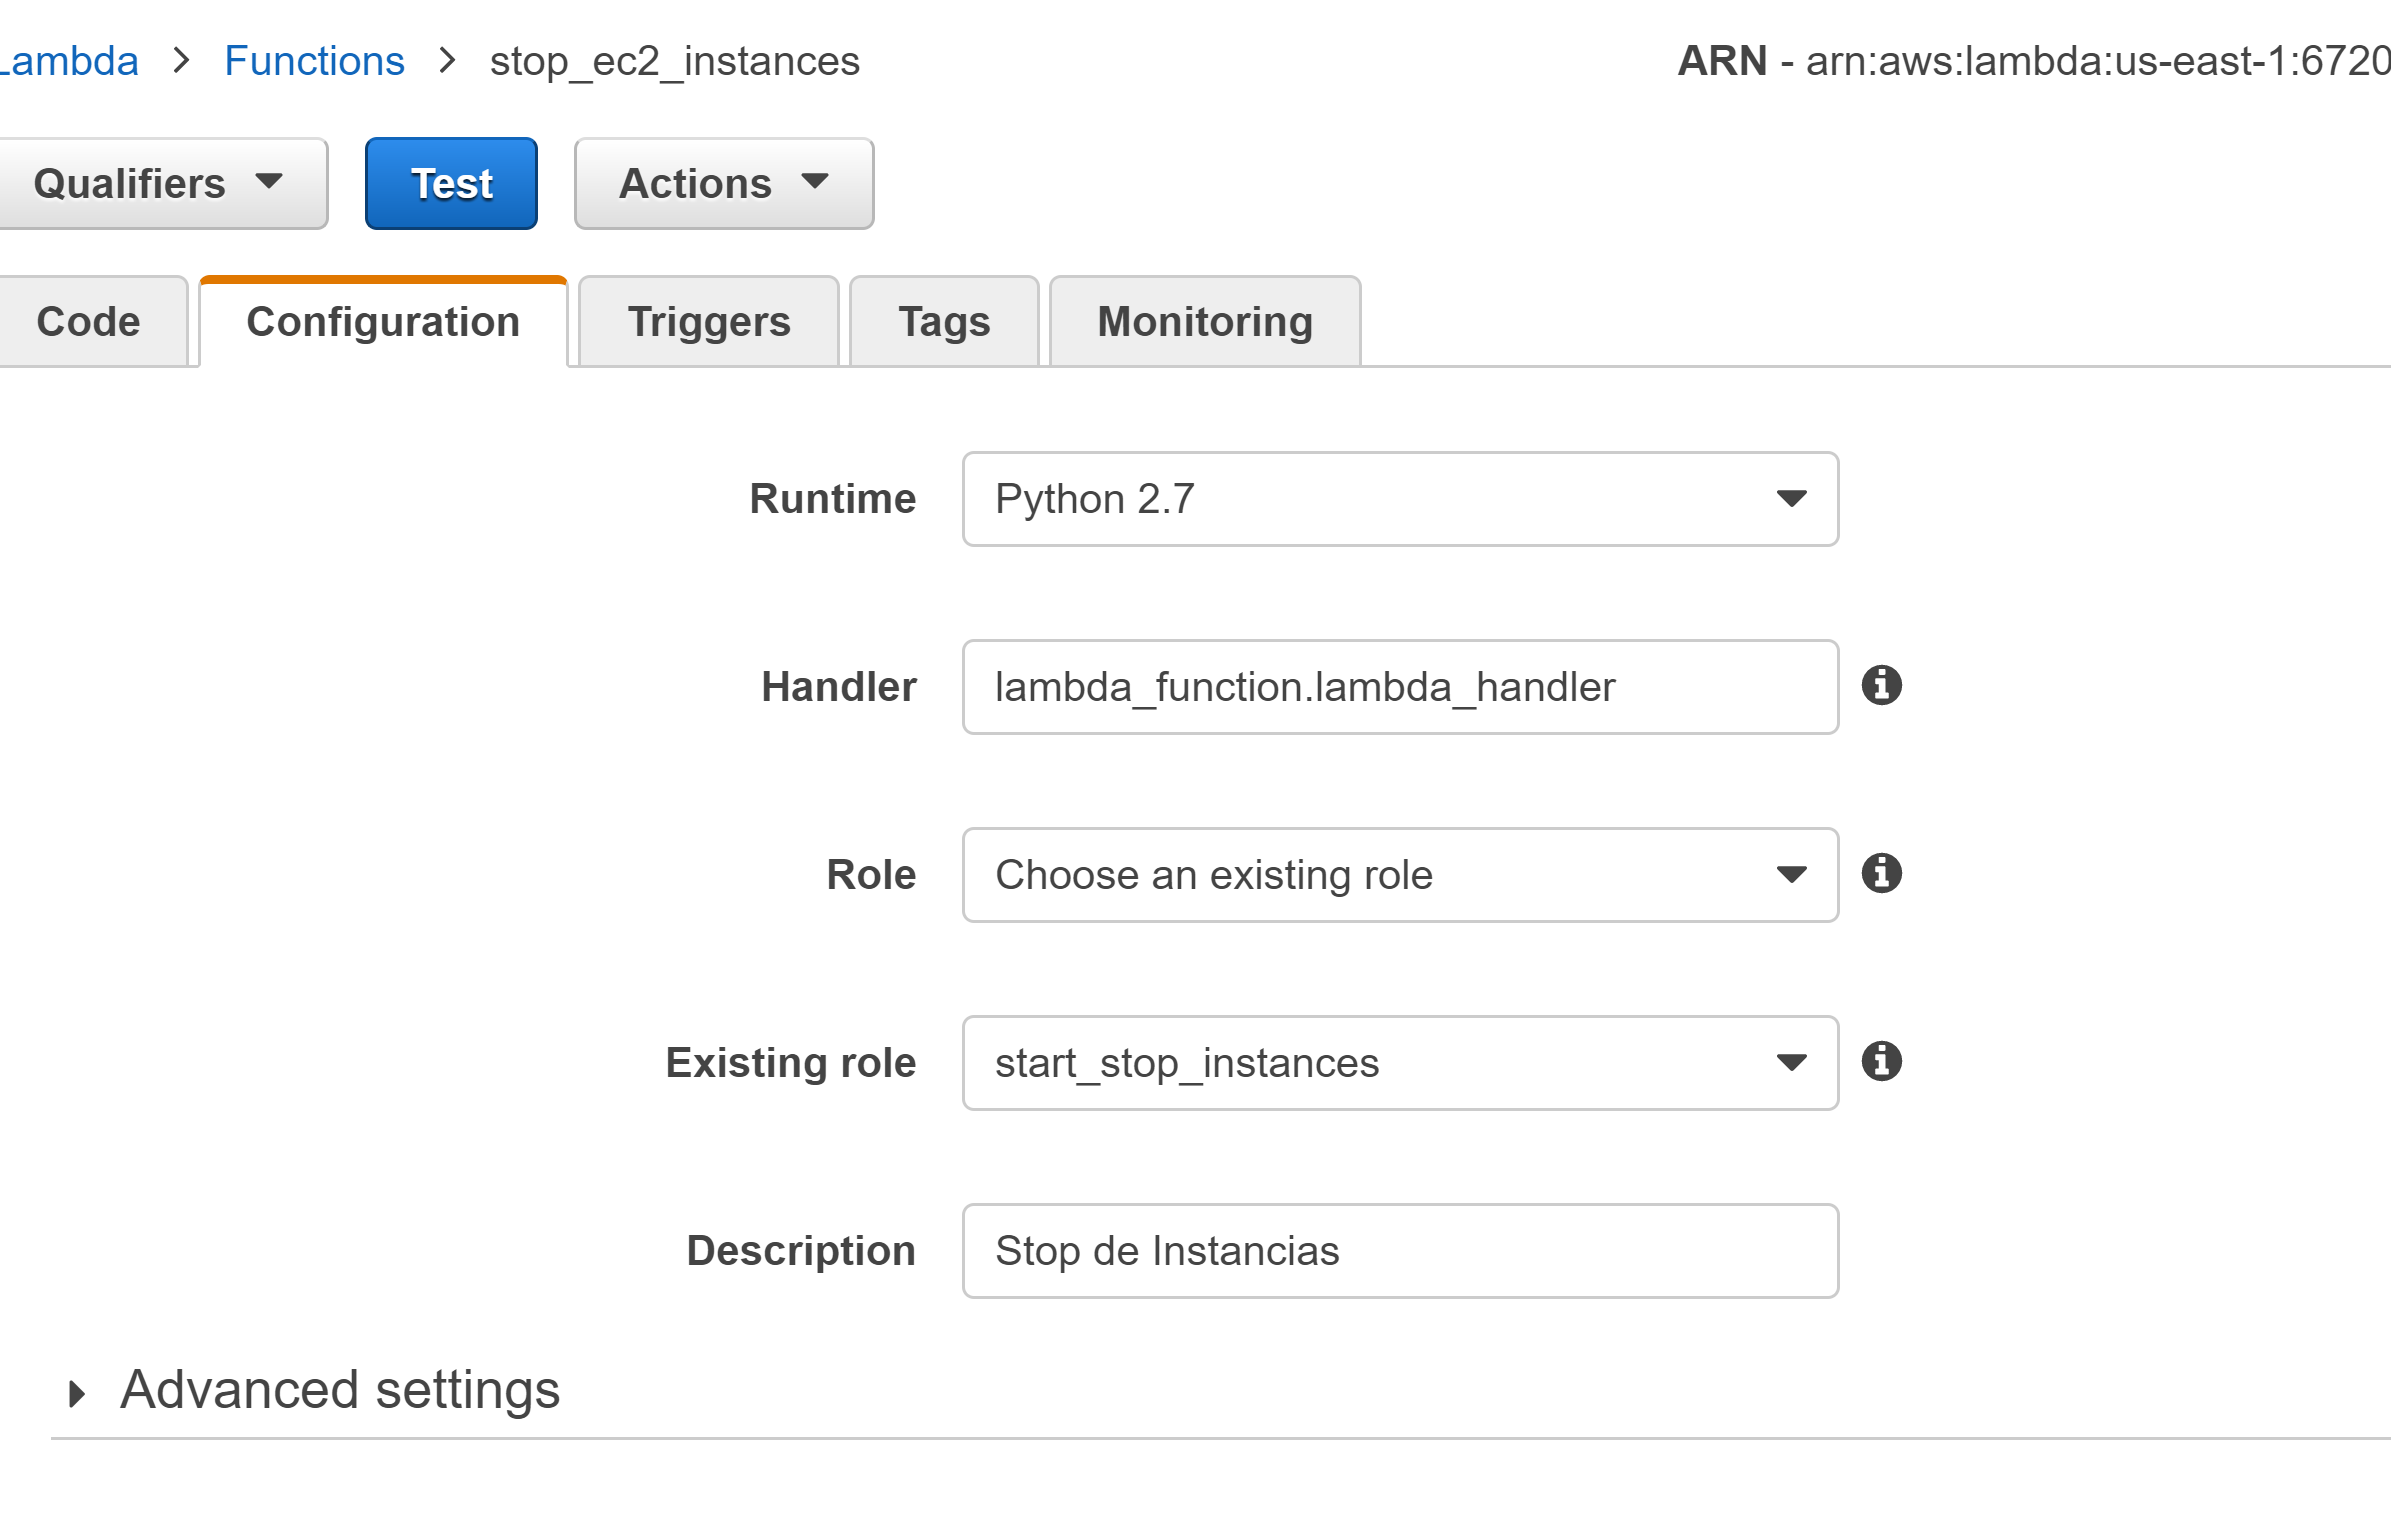 Lambda > Functions > stop_ec2_instances ARN - arn:aws:lambda:us-east-1:6720
Qualifiers Test Actions
Code Configuration Triggers Tags Monitoring
Runtime Python 2.7
Handler lambda_function.lambda_handler
Role Choose an existing role
Existing role start_stop_instances
Description Stop de Instancias
Advanced settings